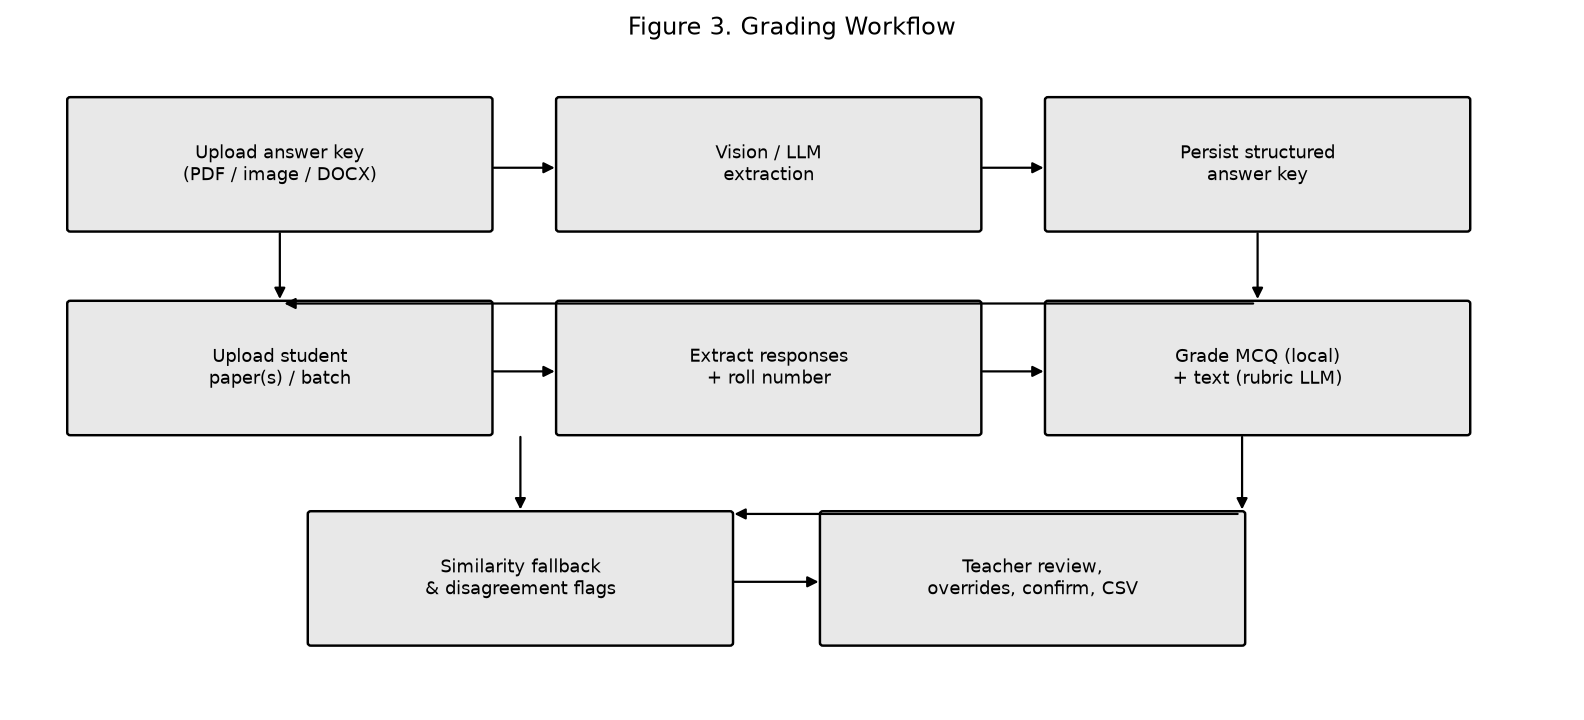 Figure 3. Grading Workflow
Upload answer key
(PDF / image / DOCX)
Vision / LLM
extraction
Persist structured
answer key
Upload student
paper(s) / batch
Extract responses
+ roll number
Grade MCQ (local)
+ text (rubric LLM)
Similarity fallback
& disagreement flags
Teacher review,
overrides, confirm, CSV